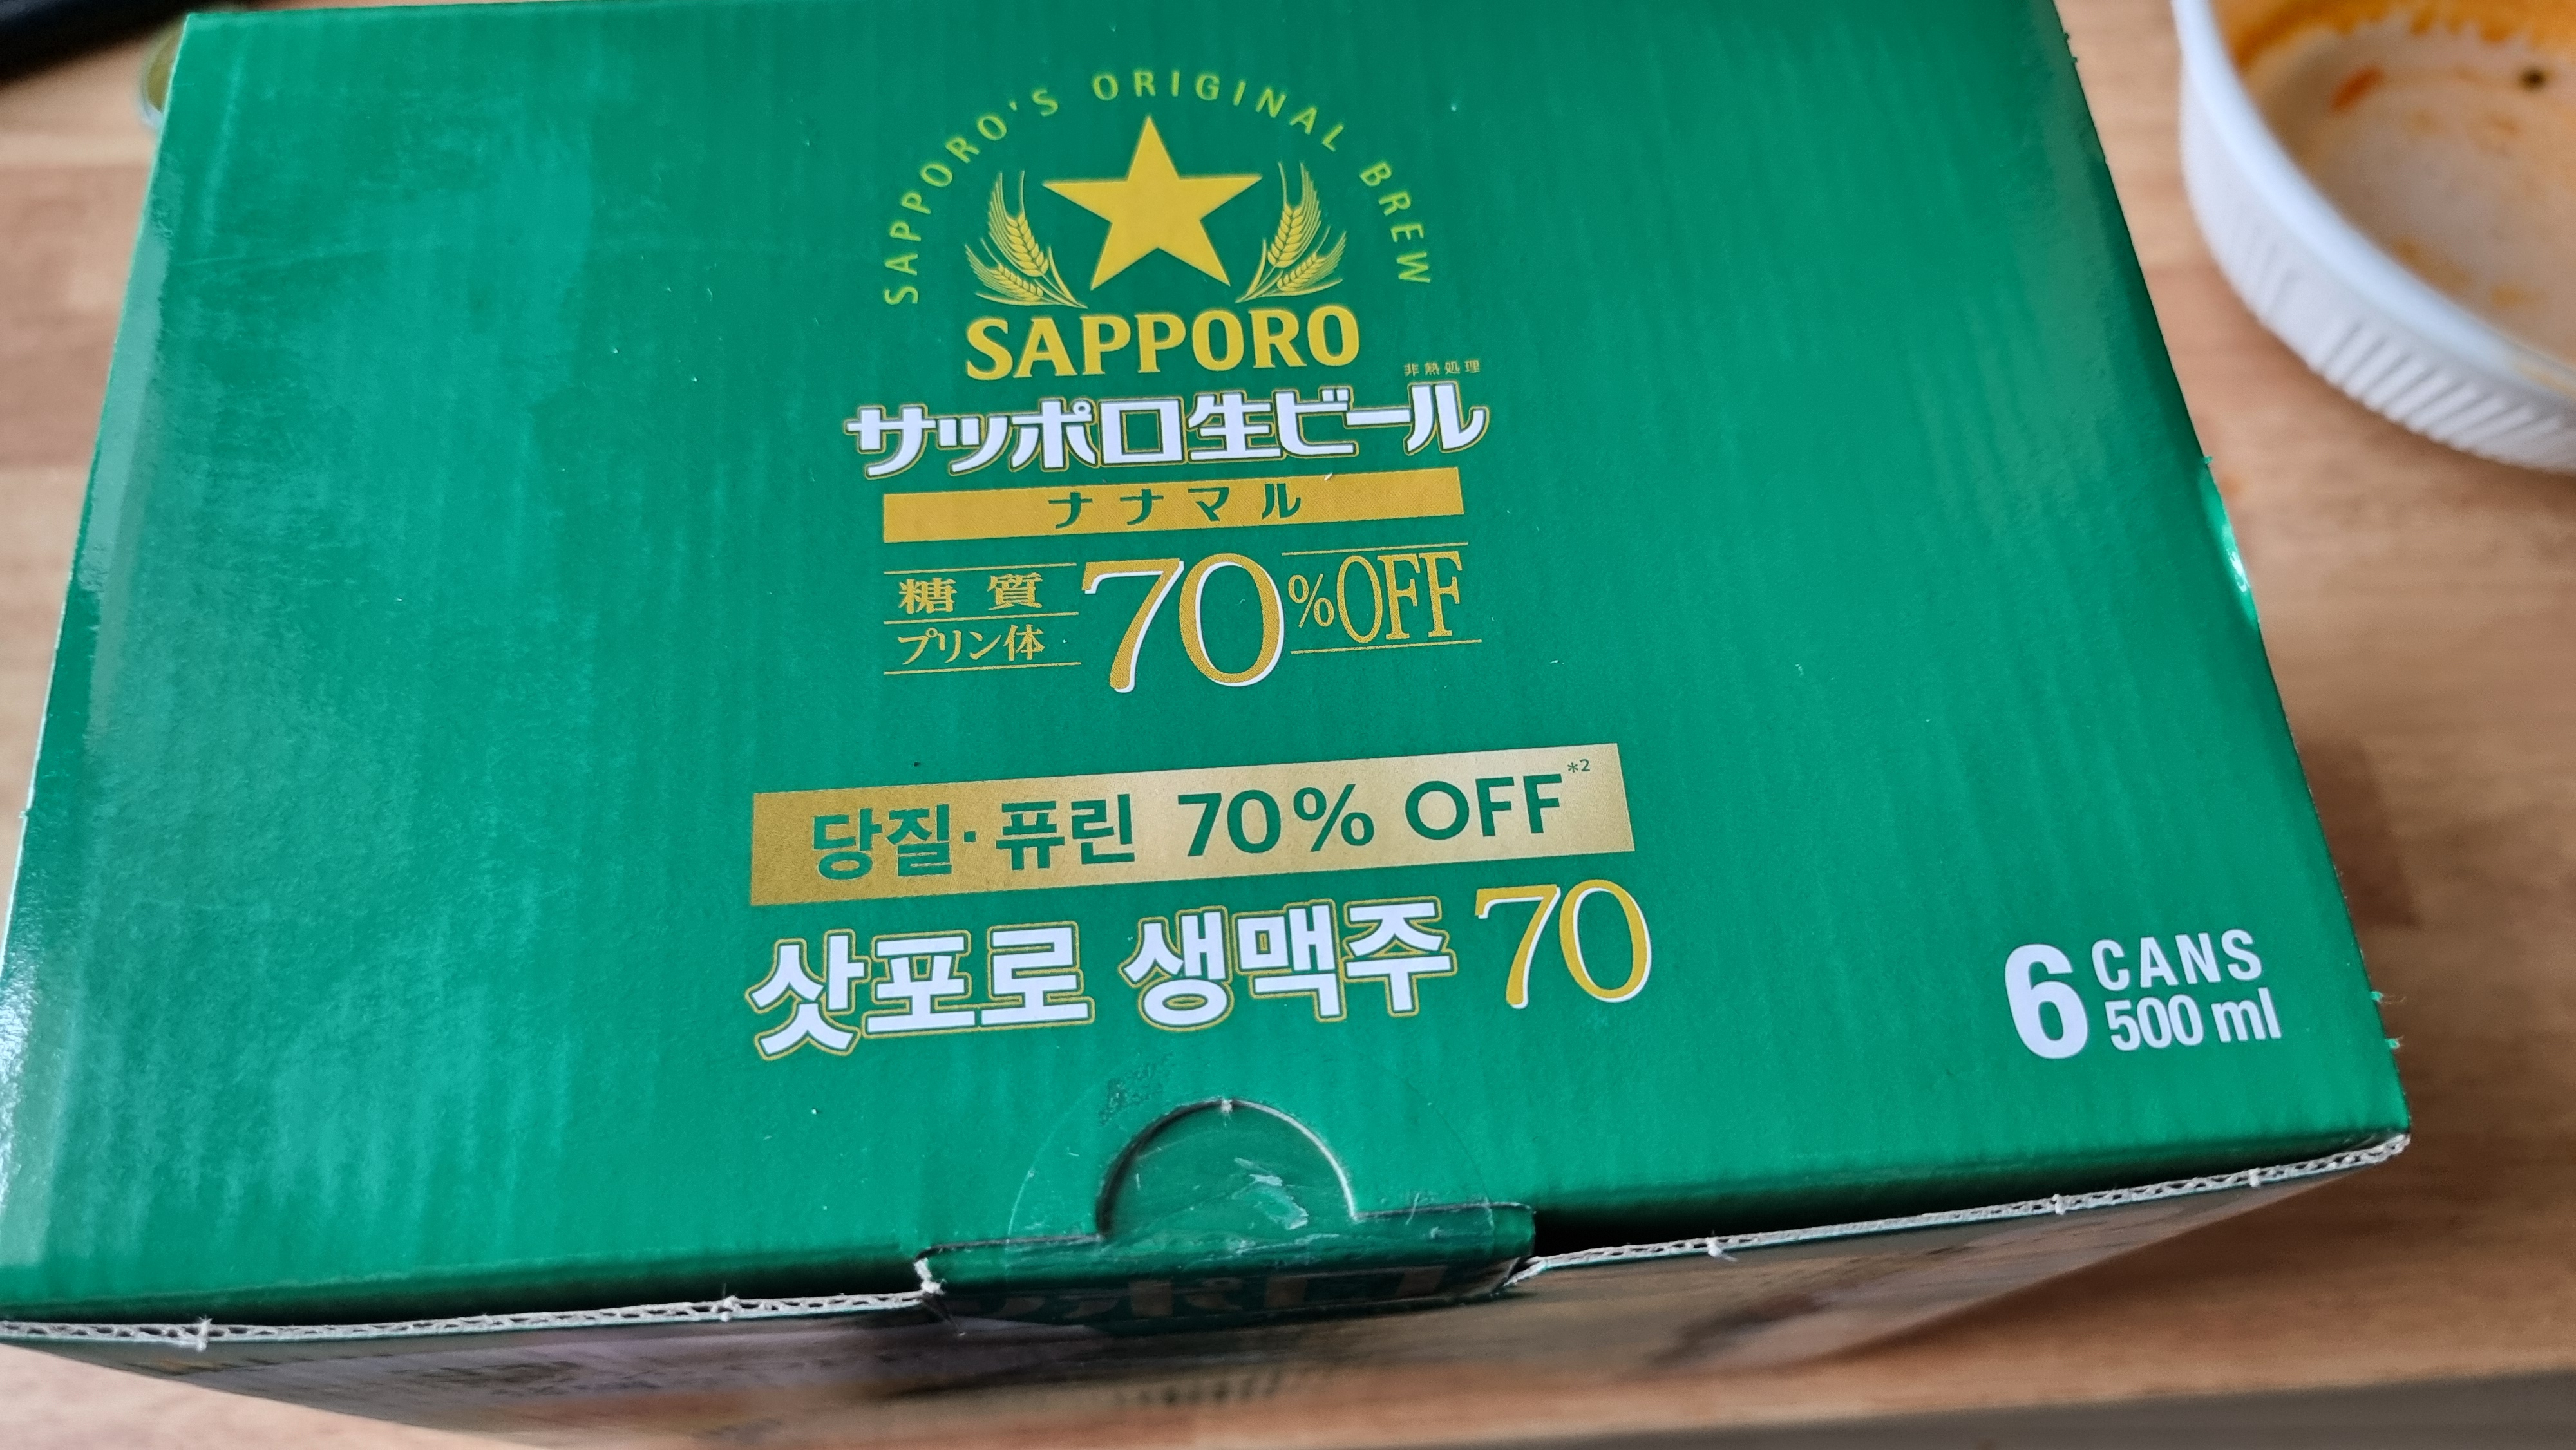 SAPPORO'S ORIGINAL BREW
SAPPORO
非熱処理
サッポロ生ビール
ナナマル
糖質
プリン体
70%OFF
당질·퓨린 70% OFF*2
삿포로 생맥주 70
6 CANS
500 ml